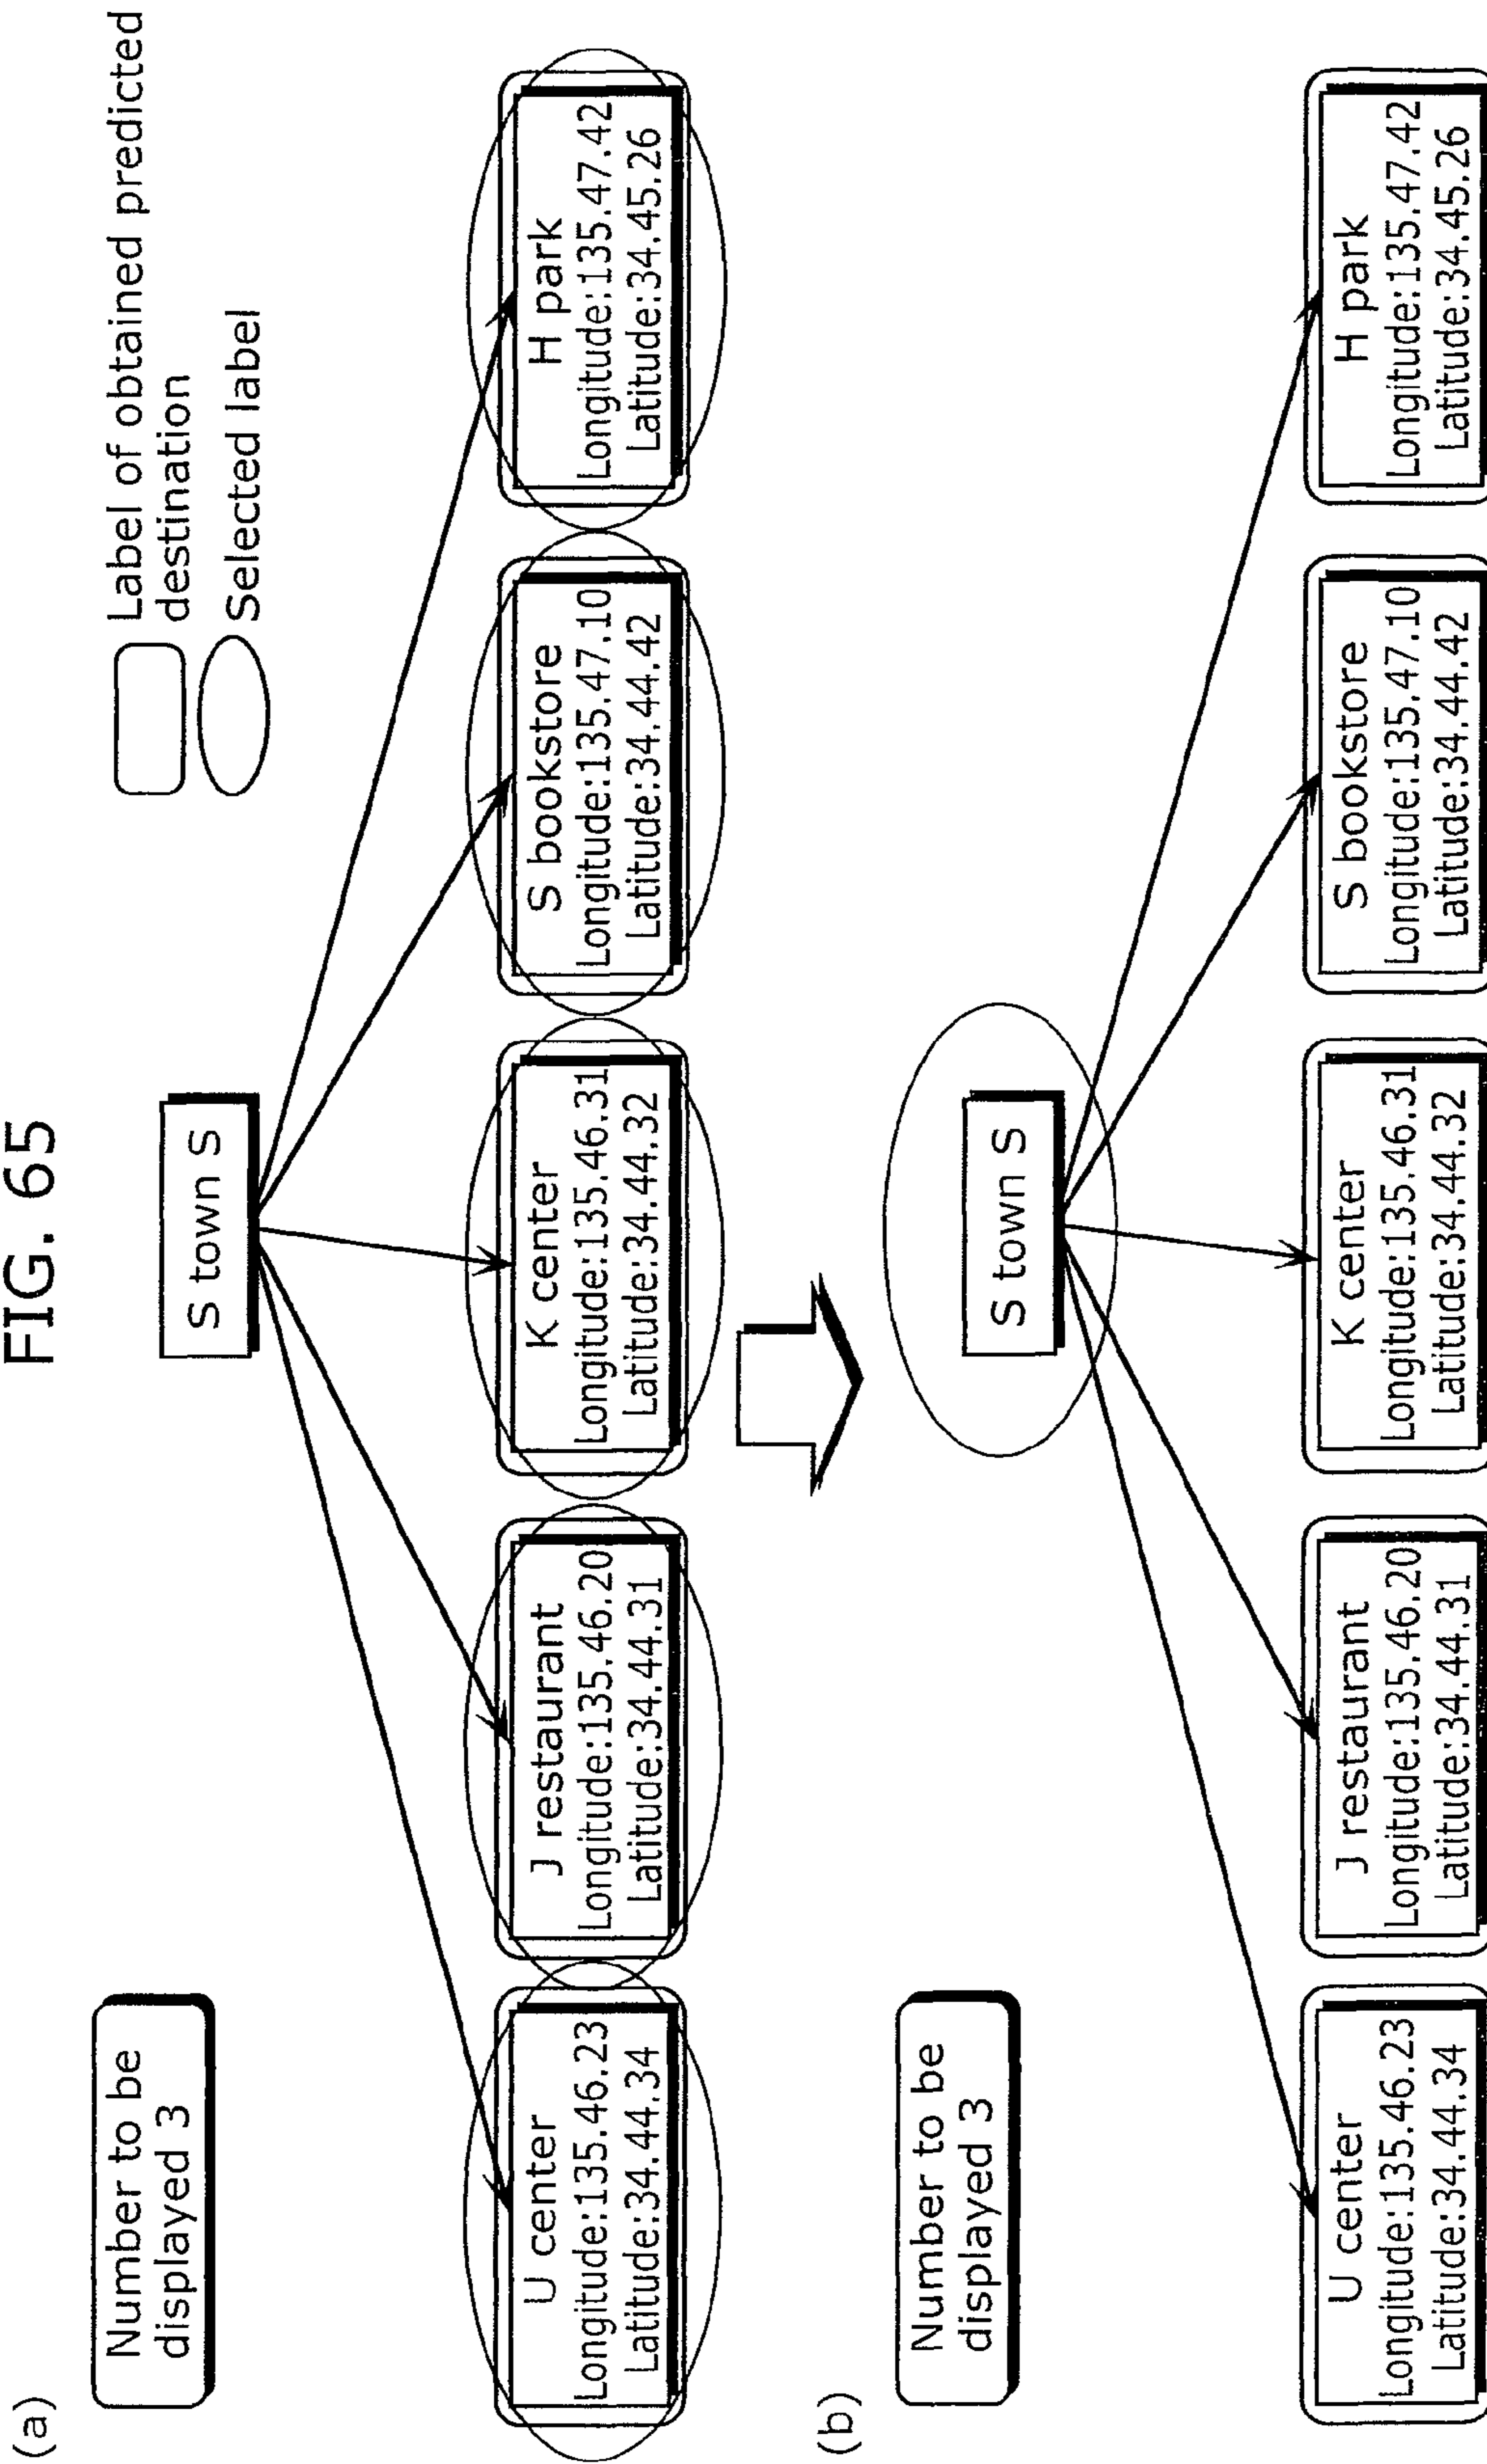 FIG. 65
(a)
Number to be
displayed 3
S town S
Label of obtained predicted
destination
Selected label
U center
Longitude:135.46.23
Latitude:34.44.34
J restaurant
Longitude:135.46.20
Latitude:34.44.31
K center
Longitude:135.46.31
Latitude:34.44.32
S bookstore
Longitude:135.47.10
Latitude:34.44.42
H park
Longitude:135.47.42
Latitude:34.45.26
(b)
Number to be
displayed 3
S town S
U center
Longitude:135.46.23
Latitude:34.44.34
J restaurant
Longitude:135.46.20
Latitude:34.44.31
K center
Longitude:135.46.31
Latitude:34.44.32
S bookstore
Longitude:135.47.10
Latitude:34.44.42
H park
Longitude:135.47.42
Latitude:34.45.26